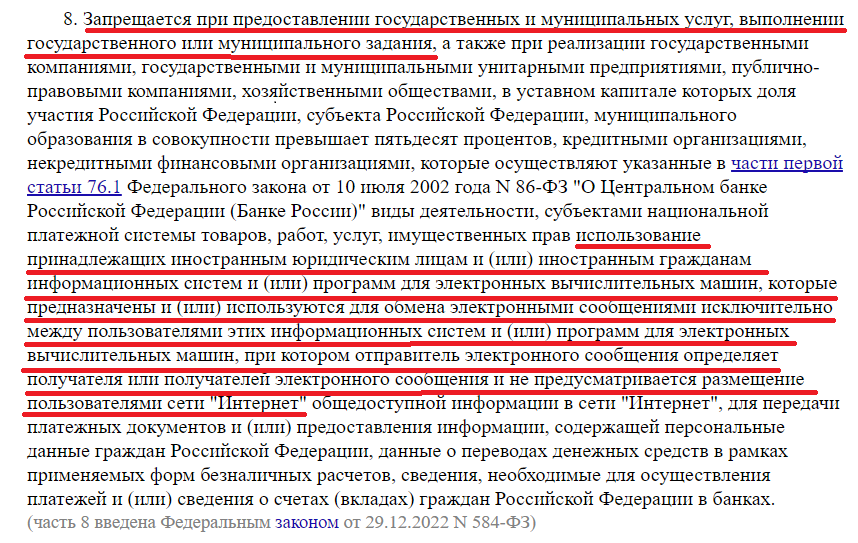 8. Запрещается при предоставлении государственных и муниципальных услуг, выполнении
государственного или муниципального задания, а также при реализации государственными
компаниями, государственными и муниципальными унитарными предприятиями, публично-
правовыми компаниями, хозяйственными обществами, в уставном капитале которых доля
участия Российской Федерации, субъекта Российской Федерации, муниципального
образования в совокупности превышает пятьдесят процентов, кредитными организациями,
некредитными финансовыми организациями, которые осуществляют указанные в части первой
статьи 76.1 Федерального закона от 10 июля 2002 года N 86-ФЗ "О Центральном банке
Российской Федерации (Банке России)" виды деятельности, субъектами национальной
платежной системы товаров, работ, услуг, имущественных прав использование
принадлежащих иностранным юридическим лицам и (или) иностранным гражданам
информационных систем и (или) программ для электронных вычислительных машин, которые
предназначены и (или) используются для обмена электронными сообщениями исключительно
между пользователями этих информационных систем и (или) программ для электронных
вычислительных машин, при котором отправитель электронного сообщения определяет
получателя или получателей электронного сообщения и не предусматривается размещение
пользователями сети "Интернет" общедоступной информации в сети "Интернет", для передачи
платежных документов и (или) предоставления информации, содержащей персональные
данные граждан Российской Федерации, данные о переводах денежных средств в рамках
применяемых форм безналичных расчетов, сведения, необходимые для осуществления
платежей и (или) сведения о счетах (вкладах) граждан Российской Федерации в банках.
(часть 8 введена Федеральным законом от 29.12.2022 N 584-ФЗ)